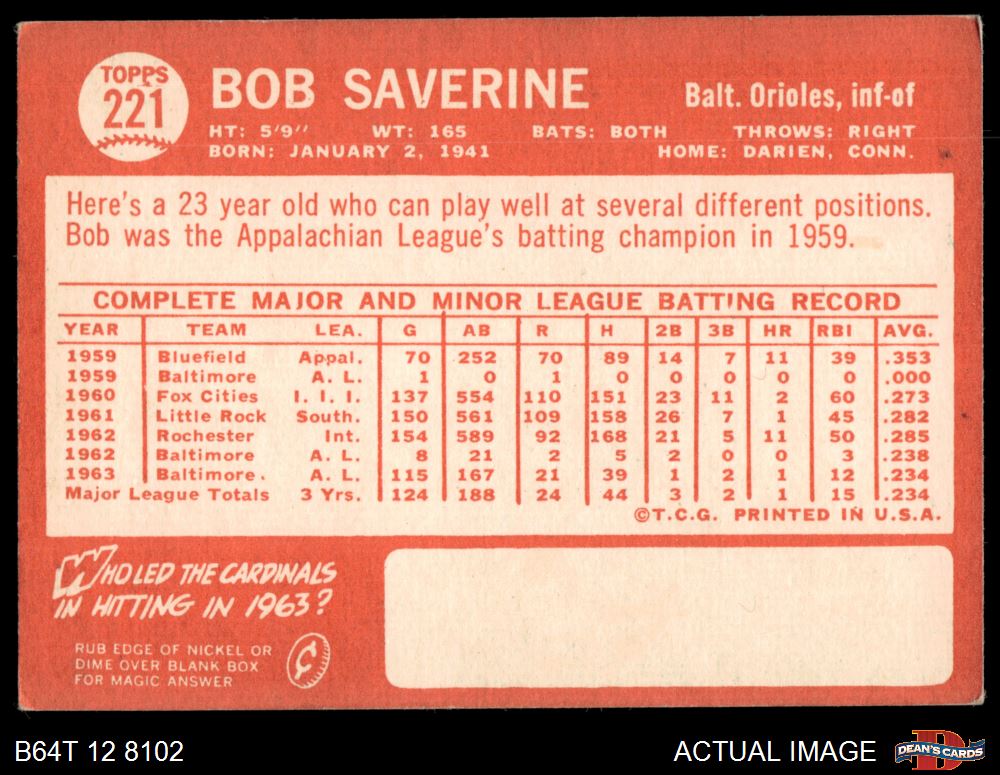 TOPPS
221
BOB SAVERINE
Balt. Orioles, inf-of
HT: 5'9" WT: 165 BATS: BOTH THROWS: RIGHT
BORN: JANUARY 2, 1941 HOME: DARIEN, CONN.
Here's a 23 year old who can play well at several different positions.
Bob was the Appalachian League's batting champion in 1959.
COMPLETE MAJOR AND MINOR LEAGUE BATTING RECORD
YEAR TEAM LEA. G AB R H 2B 3B HR RBI AVG.
1959 Bluefield Appal. 70 252 70 89 14 7 11 39 .353
1959 Baltimore A. L. 1 0 1 0 0 0 0 0 .000
1960 Fox Cities I. I. I. 137 554 110 151 23 11 2 60 .273
1961 Little Rock South. 150 561 109 158 26 7 1 45 .282
1962 Rochester Int. 154 589 92 168 21 5 11 50 .285
1962 Baltimore A. L. 8 21 2 5 2 0 0 3 .238
1963 Baltimore. A. L. 115 167 21 39 1 2 1 12 .234
Major League Totals 3 Yrs. 124 188 24 44 3 2 1 15 .234
©T.C.G. PRINTED IN U.S.A.
WHO LED THE CARDINALS
IN HITTING IN 1963?
RUB EDGE OF NICKEL OR
DIME OVER BLANK BOX
FOR MAGIC ANSWER
¢
B64T 12 8102
ACTUAL IMAGE
D
DEAN'S CARDS